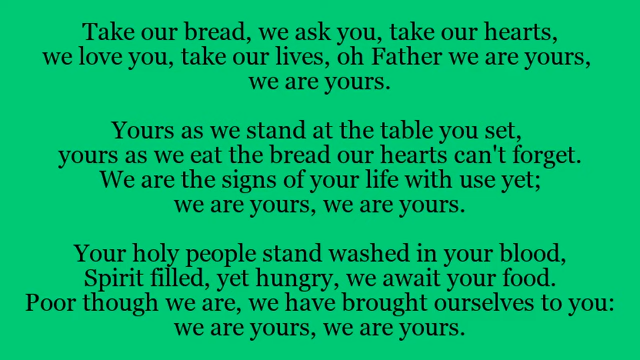 Take our bread, we ask you, take our hearts,
we love you, take our lives, oh Father we are yours,
we are yours.
Yours as we stand at the table you set,
yours as we eat the bread our hearts can't forget.
We are the signs of your life with use yet;
we are yours, we are yours.
Your holy people stand washed in your blood,
Spirit filled, yet hungry, we await your food.
Poor though we are, we have brought ourselves to you:
we are yours, we are yours.